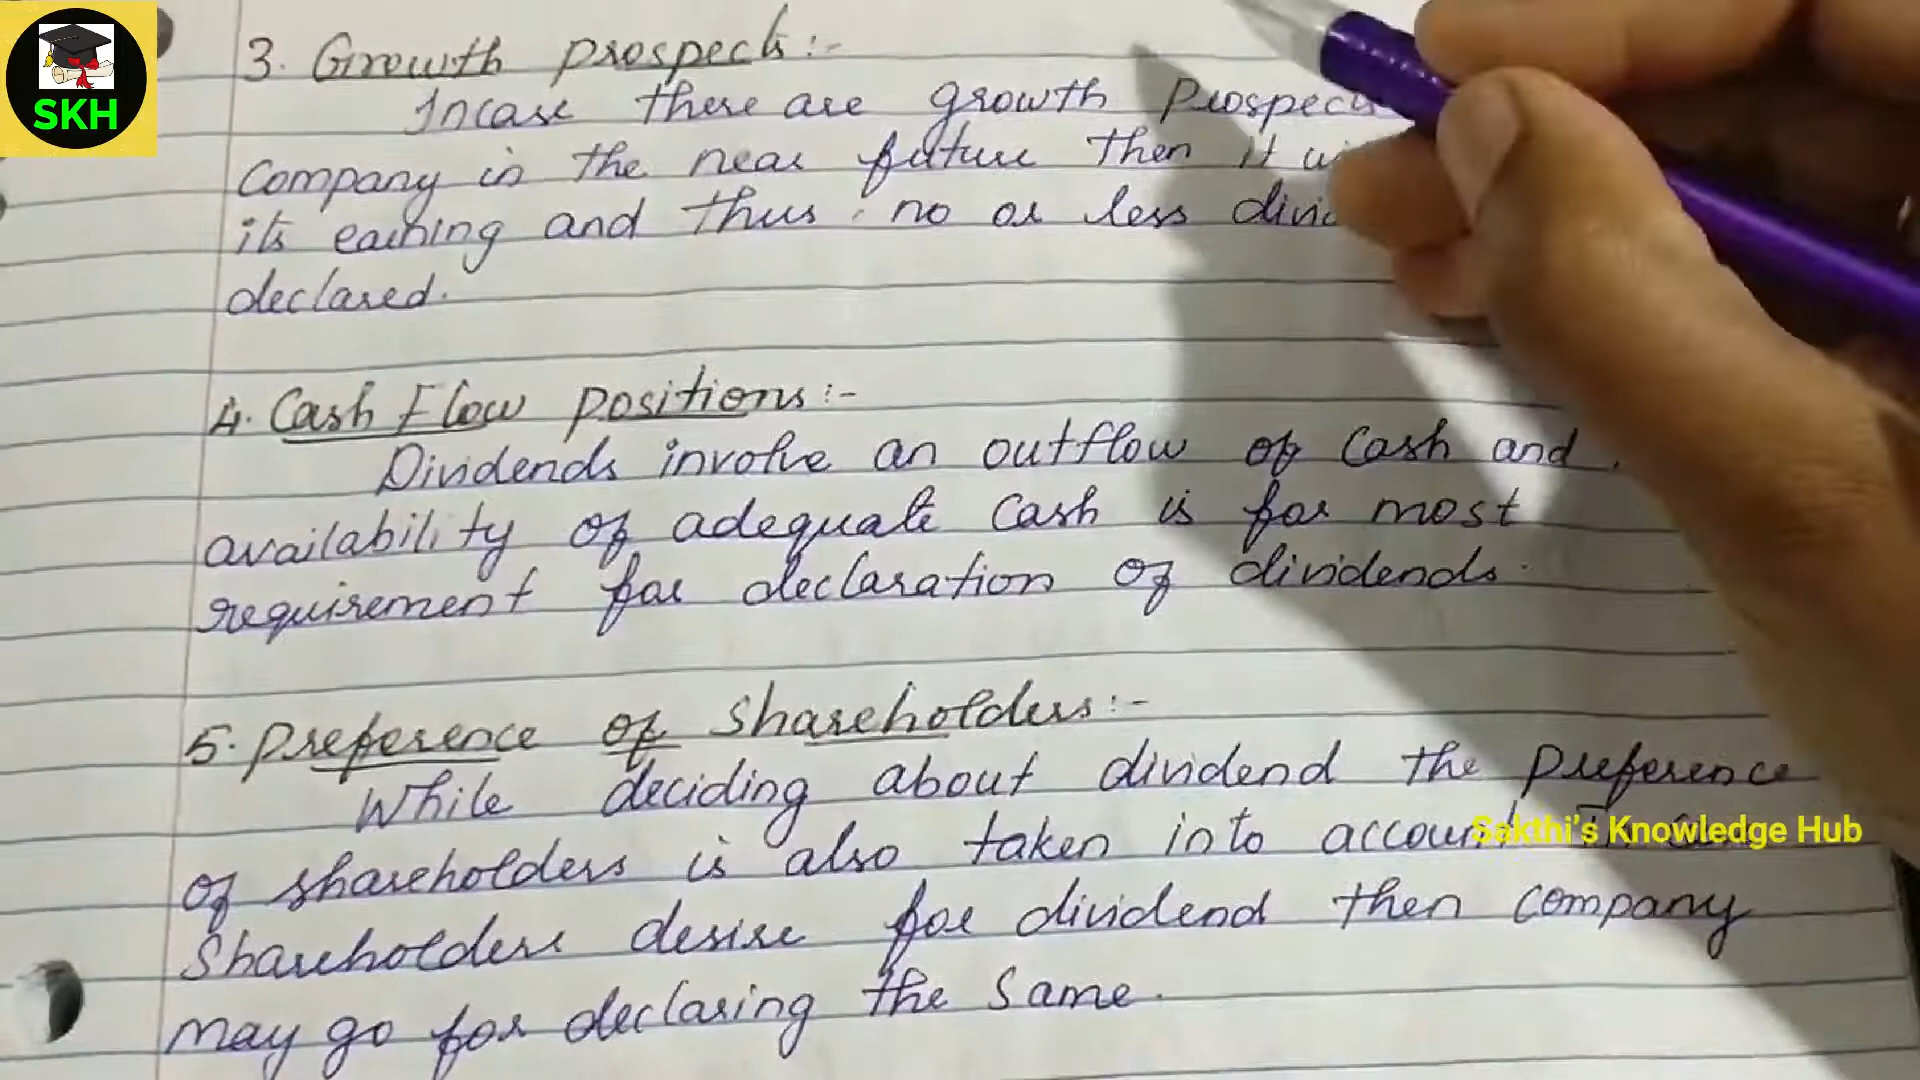 SKH
3. Growth prospects:-
Incase there are growth Prospects
Company in the near future then it
its earning and thus no or less
declared.
4. Cash Flow positions:-
Dividends involve an outflow of Cash and
availability of adequate Cash is for most
requirement for declaration of dividends.
5. Preference of Shareholders:-
While deciding about dividend the preference
of shareholders is also taken into account
Sakthi's Knowledge Hub
Shareholders desire for dividend then company
may go for declaring the Same.